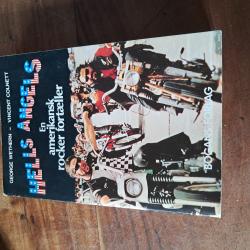 GEORGE WETHERN - VINCENT COLNETT
HELLS ANGELS
En
amerikansk
rocker fortæller
BOGANS FORLAG